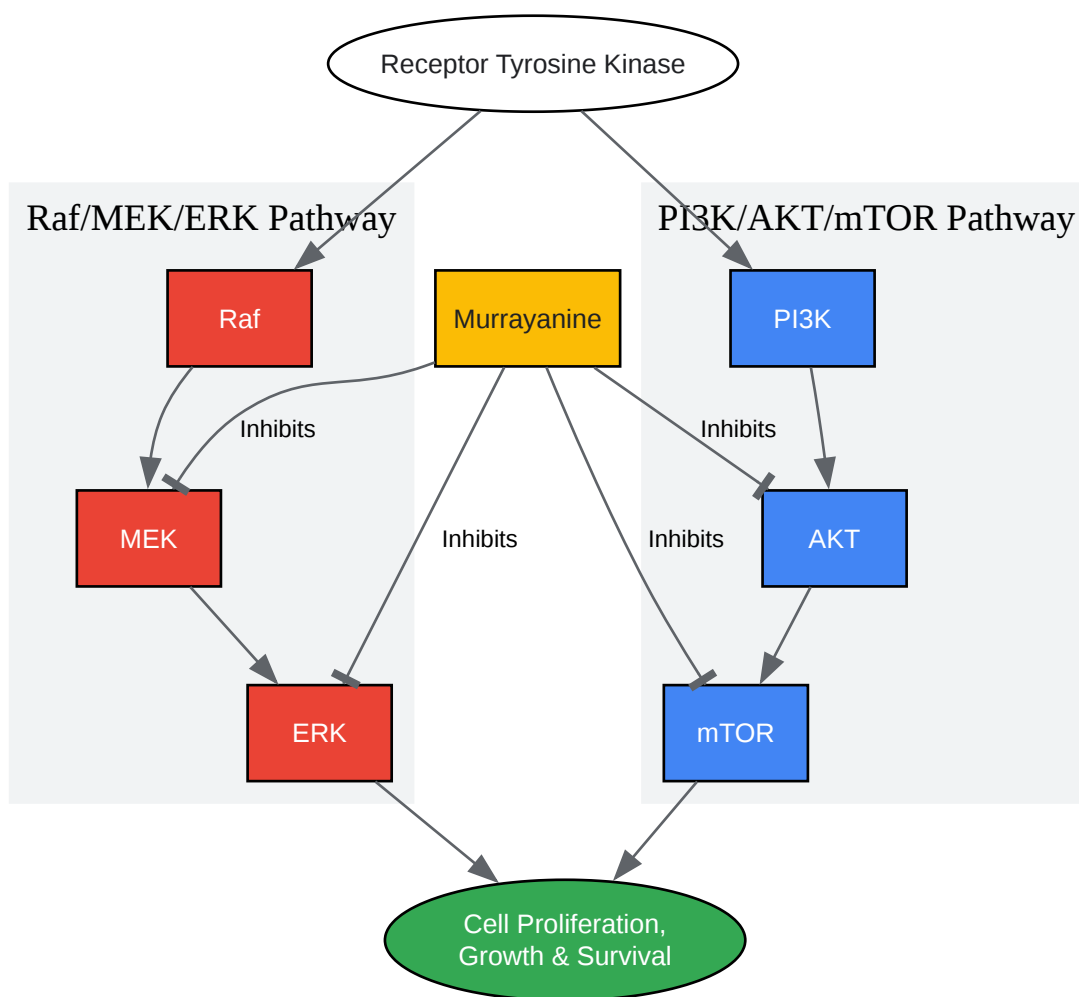 Receptor Tyrosine Kinase
Raf/MEK/ERK Pathway
PI3K/AKT/mTOR Pathway
Raf
Murrayanine
PI3K
Inhibits
Inhibits
MEK
Inhibits
Inhibits
AKT
ERK
mTOR
Cell Proliferation,
Growth & Survival